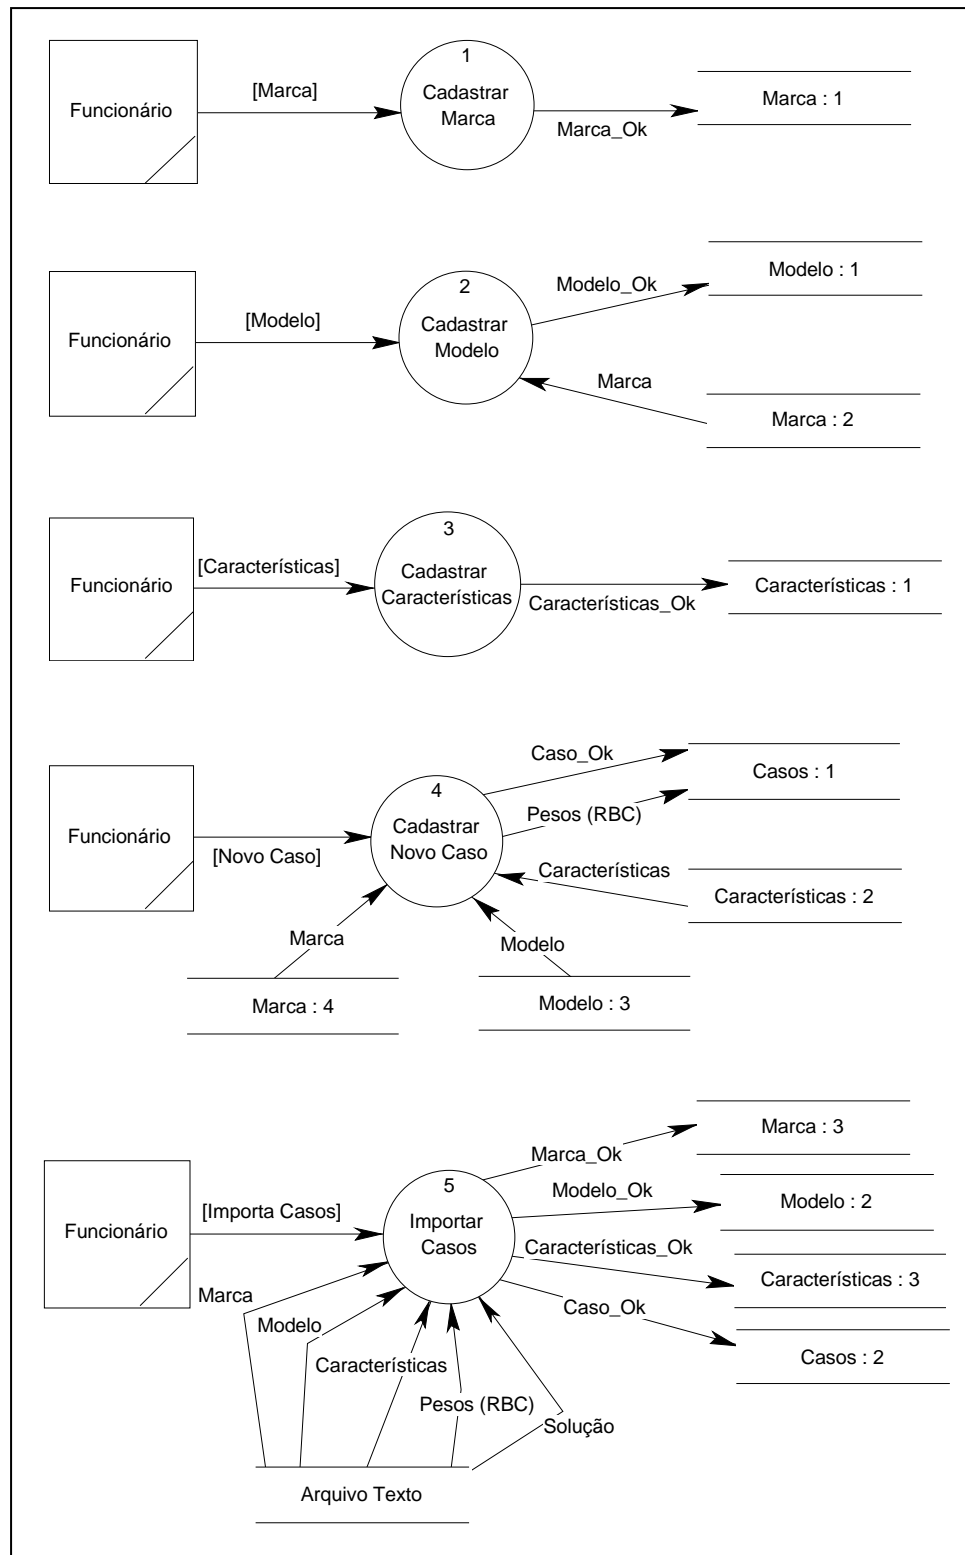 Funcionário
[Marca]
1
Cadastrar
Marca
Marca_Ok
Marca : 1
Funcionário
[Modelo]
2
Cadastrar
Modelo
Modelo_Ok
Modelo : 1
Marca
Marca : 2
Funcionário
[Características]
3
Cadastrar
Características
Características_Ok
Características : 1
Funcionário
[Novo Caso]
4
Cadastrar
Novo Caso
Caso_Ok
Casos : 1
Pesos (RBC)
Características
Características : 2
Marca
Marca : 4
Modelo
Modelo : 3
Funcionário
[Importa Casos]
5
Importar
Casos
Marca_Ok
Marca : 3
Modelo_Ok
Modelo : 2
Características_Ok
Características : 3
Caso_Ok
Casos : 2
Marca
Modelo
Características
Pesos (RBC)
Solução
Arquivo Texto